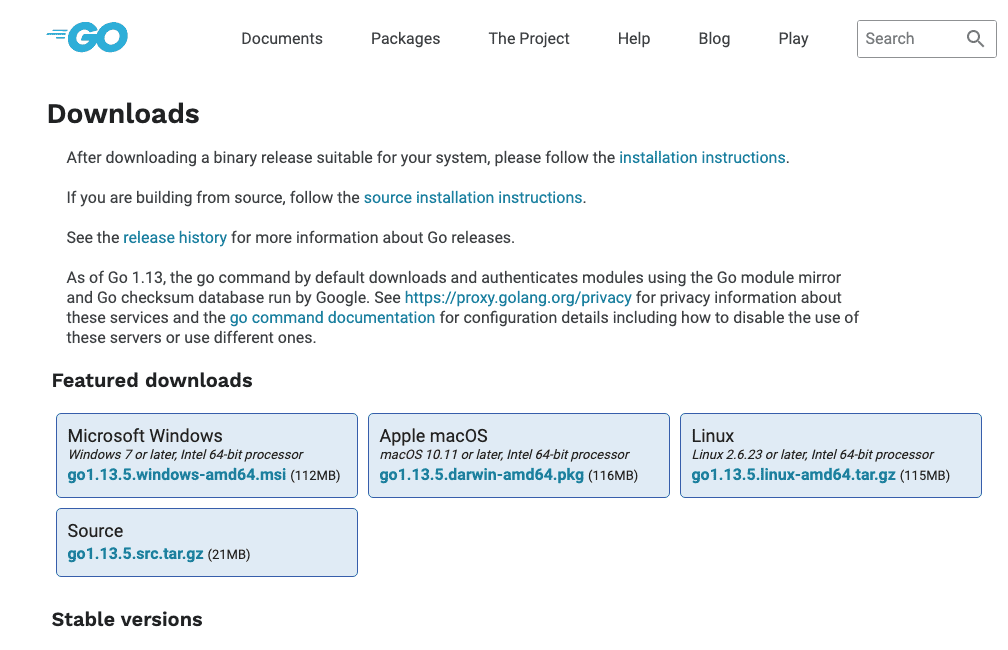 GO
Documents Packages The Project Help Blog Play Search
Downloads
After downloading a binary release suitable for your system, please follow the installation instructions.
If you are building from source, follow the source installation instructions.
See the release history for more information about Go releases.
As of Go 1.13, the go command by default downloads and authenticates modules using the Go module mirror
and Go checksum database run by Google. See https://proxy.golang.org/privacy for privacy information about
these services and the go command documentation for configuration details including how to disable the use of
these servers or use different ones.
Featured downloads
Microsoft Windows
Windows 7 or later, Intel 64-bit processor
go1.13.5.windows-amd64.msi (112MB)
Apple macOS
macOS 10.11 or later, Intel 64-bit processor
go1.13.5.darwin-amd64.pkg (116MB)
Linux
Linux 2.6.23 or later, Intel 64-bit processor
go1.13.5.linux-amd64.tar.gz (115MB)
Source
go1.13.5.src.tar.gz (21MB)
Stable versions